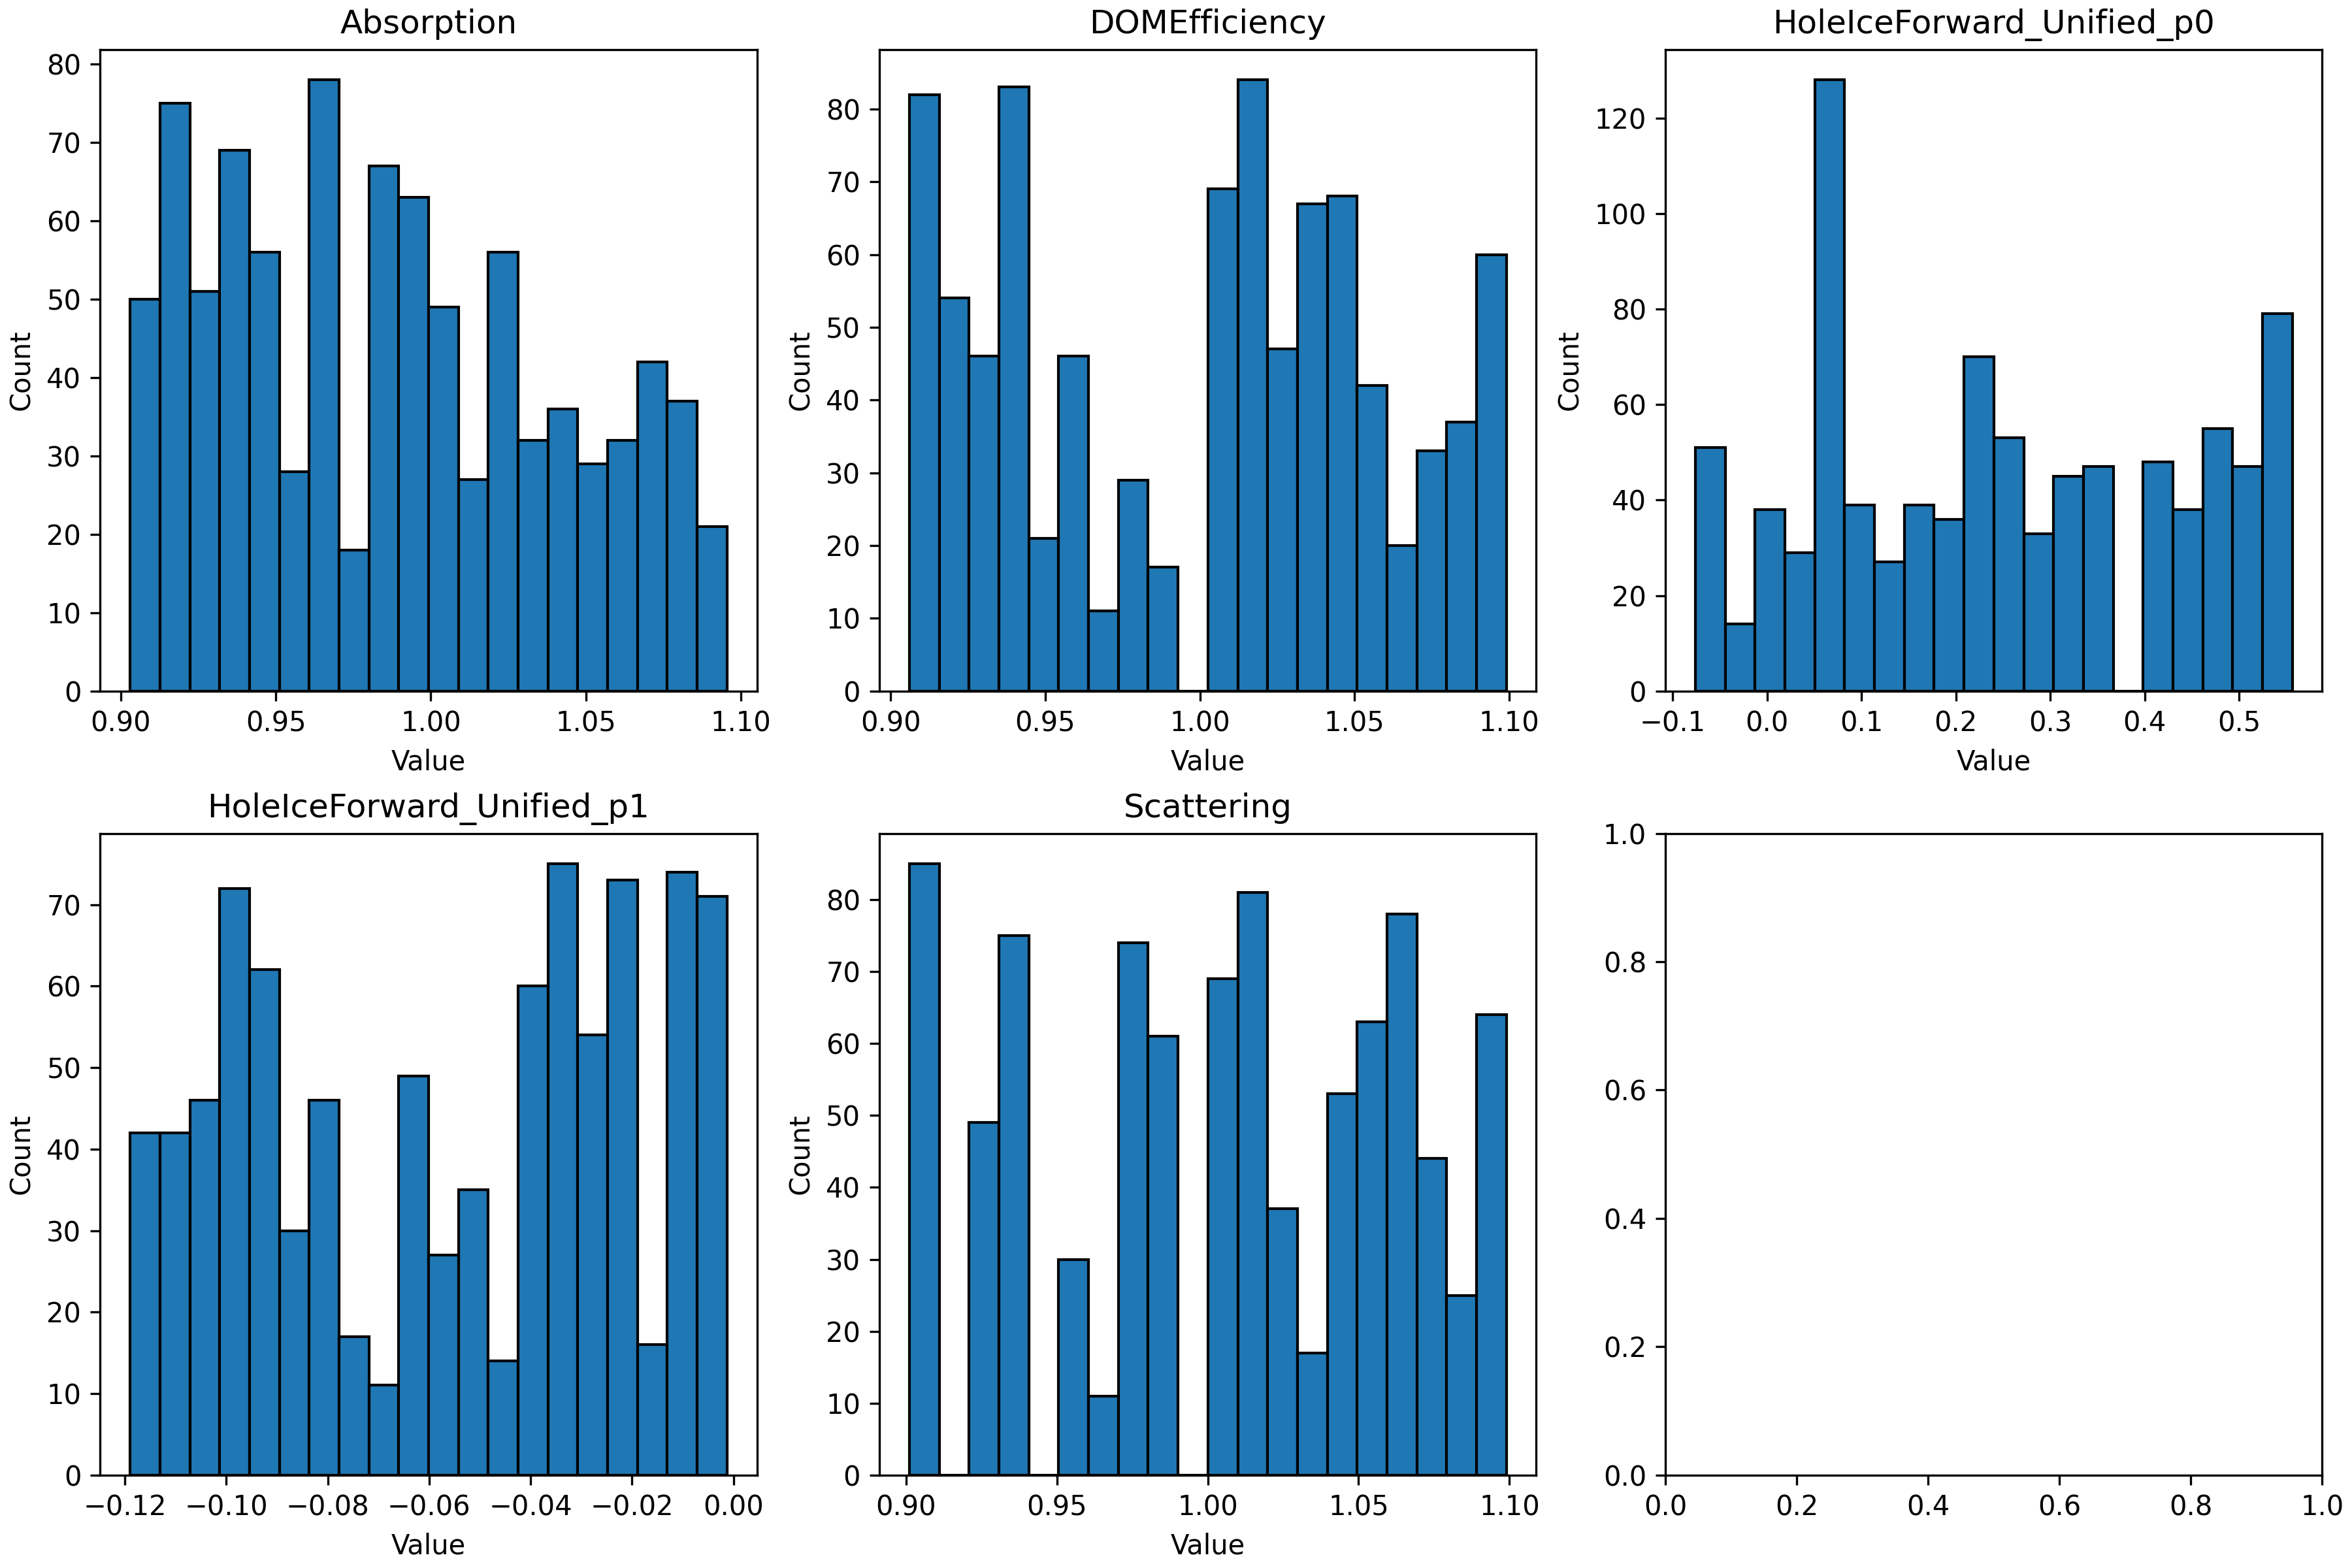 Absorption
80
70
60
50
40
30
20
10
0
Count
0.90 0.95 1.00 1.05 1.10
Value
DOMEfficiency
80
70
60
50
40
30
20
10
0
Count
0.90 0.95 1.00 1.05 1.10
Value
HoleIceForward_Unified_p0
120
100
80
60
40
20
0
Count
−0.1 0.0 0.1 0.2 0.3 0.4 0.5
Value
HoleIceForward_Unified_p1
70
60
50
40
30
20
10
0
Count
−0.12 −0.10 −0.08 −0.06 −0.04 −0.02 0.00
Value
Scattering
80
70
60
50
40
30
20
10
0
Count
0.90 0.95 1.00 1.05 1.10
Value
1.0
0.8
0.6
0.4
0.2
0.0
0.0 0.2 0.4 0.6 0.8 1.0